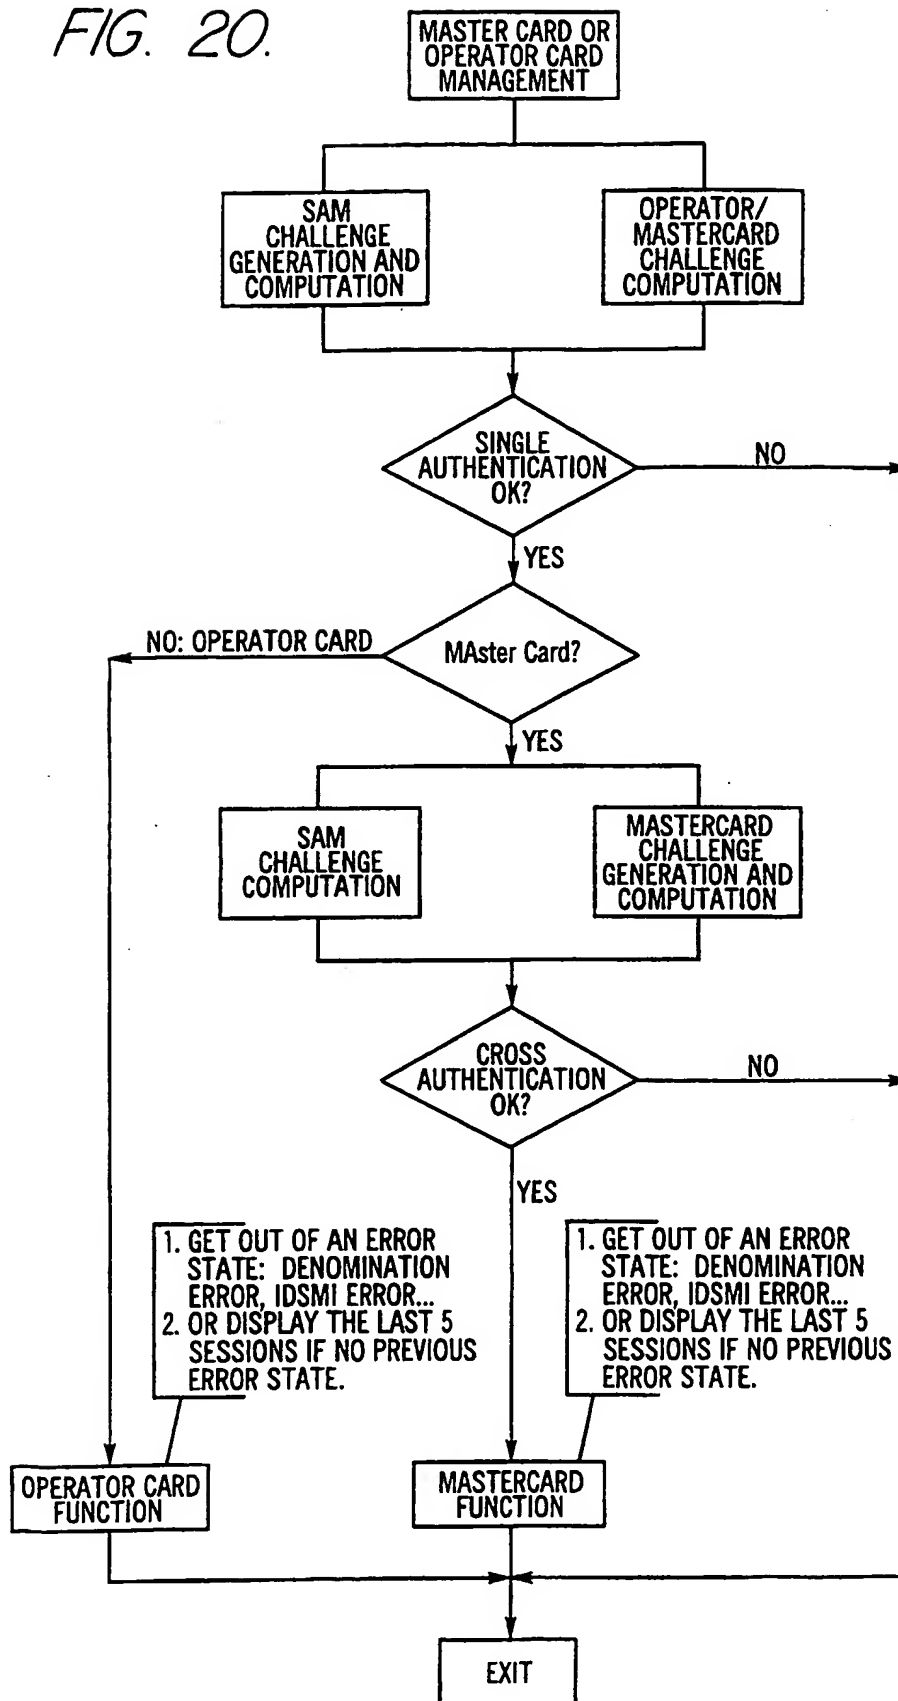 FIG. 20.
MASTER CARD OR
OPERATOR CARD
MANAGEMENT
SAM
CHALLENGE
GENERATION AND
COMPUTATION
OPERATOR/
MASTERCARD
CHALLENGE
COMPUTATION
SINGLE
AUTHENTICATION
OK?
NO
YES
NO: OPERATOR CARD
MAster Card?
YES
SAM
CHALLENGE
COMPUTATION
MASTERCARD
CHALLENGE
GENERATION AND
COMPUTATION
CROSS
AUTHENTICATION
OK?
NO
YES
1. GET OUT OF AN ERROR
STATE: DENOMINATION
ERROR, IDSMI ERROR...
2. OR DISPLAY THE LAST 5
SESSIONS IF NO PREVIOUS
ERROR STATE.
1. GET OUT OF AN ERROR
STATE: DENOMINATION
ERROR, IDSMI ERROR...
2. OR DISPLAY THE LAST 5
SESSIONS IF NO PREVIOUS
ERROR STATE.
OPERATOR CARD
FUNCTION
MASTERCARD
FUNCTION
EXIT